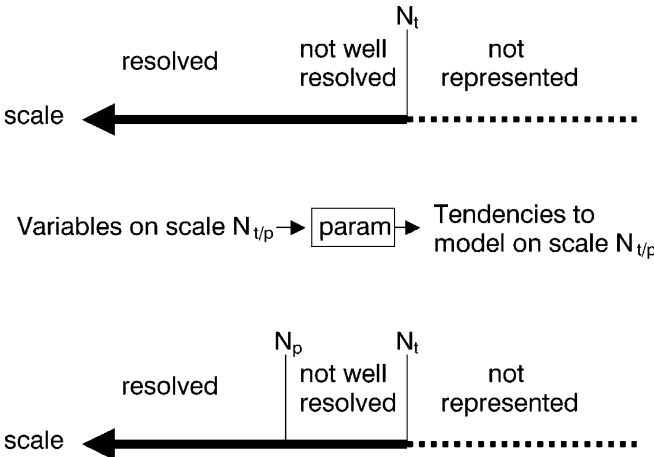 N_t
resolved
not well
resolved
not
represented
scale
Variables on scale N_t/p
param
Tendencies to
model on scale N_t/p
N_p
N_t
resolved
not well
resolved
not
represented
scale